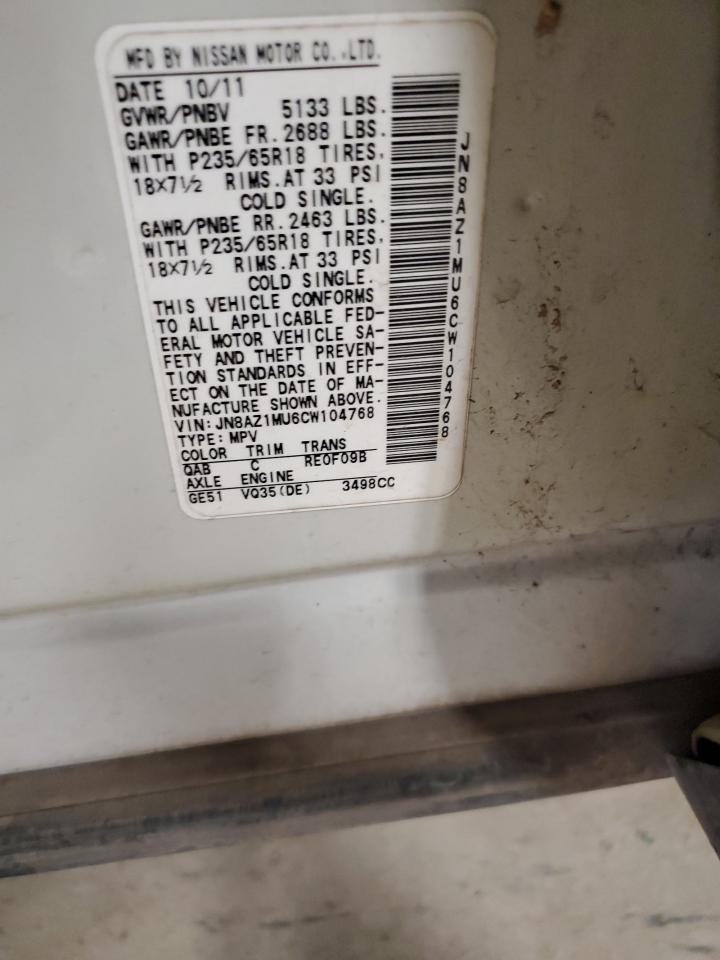 MFD BY NISSAN MOTOR CO.,LTD.
DATE 10/11
GVWR/PNBV 5133 LBS.
GAWR/PNBE FR. 2688 LBS.
WITH P235/65R18 TIRES,
18X7½ RIMS. AT 33 PSI
COLD SINGLE.
GAWR/PNBE RR. 2463 LBS.
WITH P235/65R18 TIRES,
18X7½ RIMS. AT 33 PSI
COLD SINGLE.
THIS VEHICLE CONFORMS
TO ALL APPLICABLE FED-
ERAL MOTOR VEHICLE SA-
FETY AND THEFT PREVEN-
TION STANDARDS IN EFF-
ECT ON THE DATE OF MA-
NUFACTURE SHOWN ABOVE.
VIN: JN8AZ1MU6CW104768
TYPE: MPV
COLOR TRIM TRANS
QAB C RE0F09B
AXLE ENGINE
GE51 VQ35(DE) 3498CC
JN8AZ1MU6CW104768